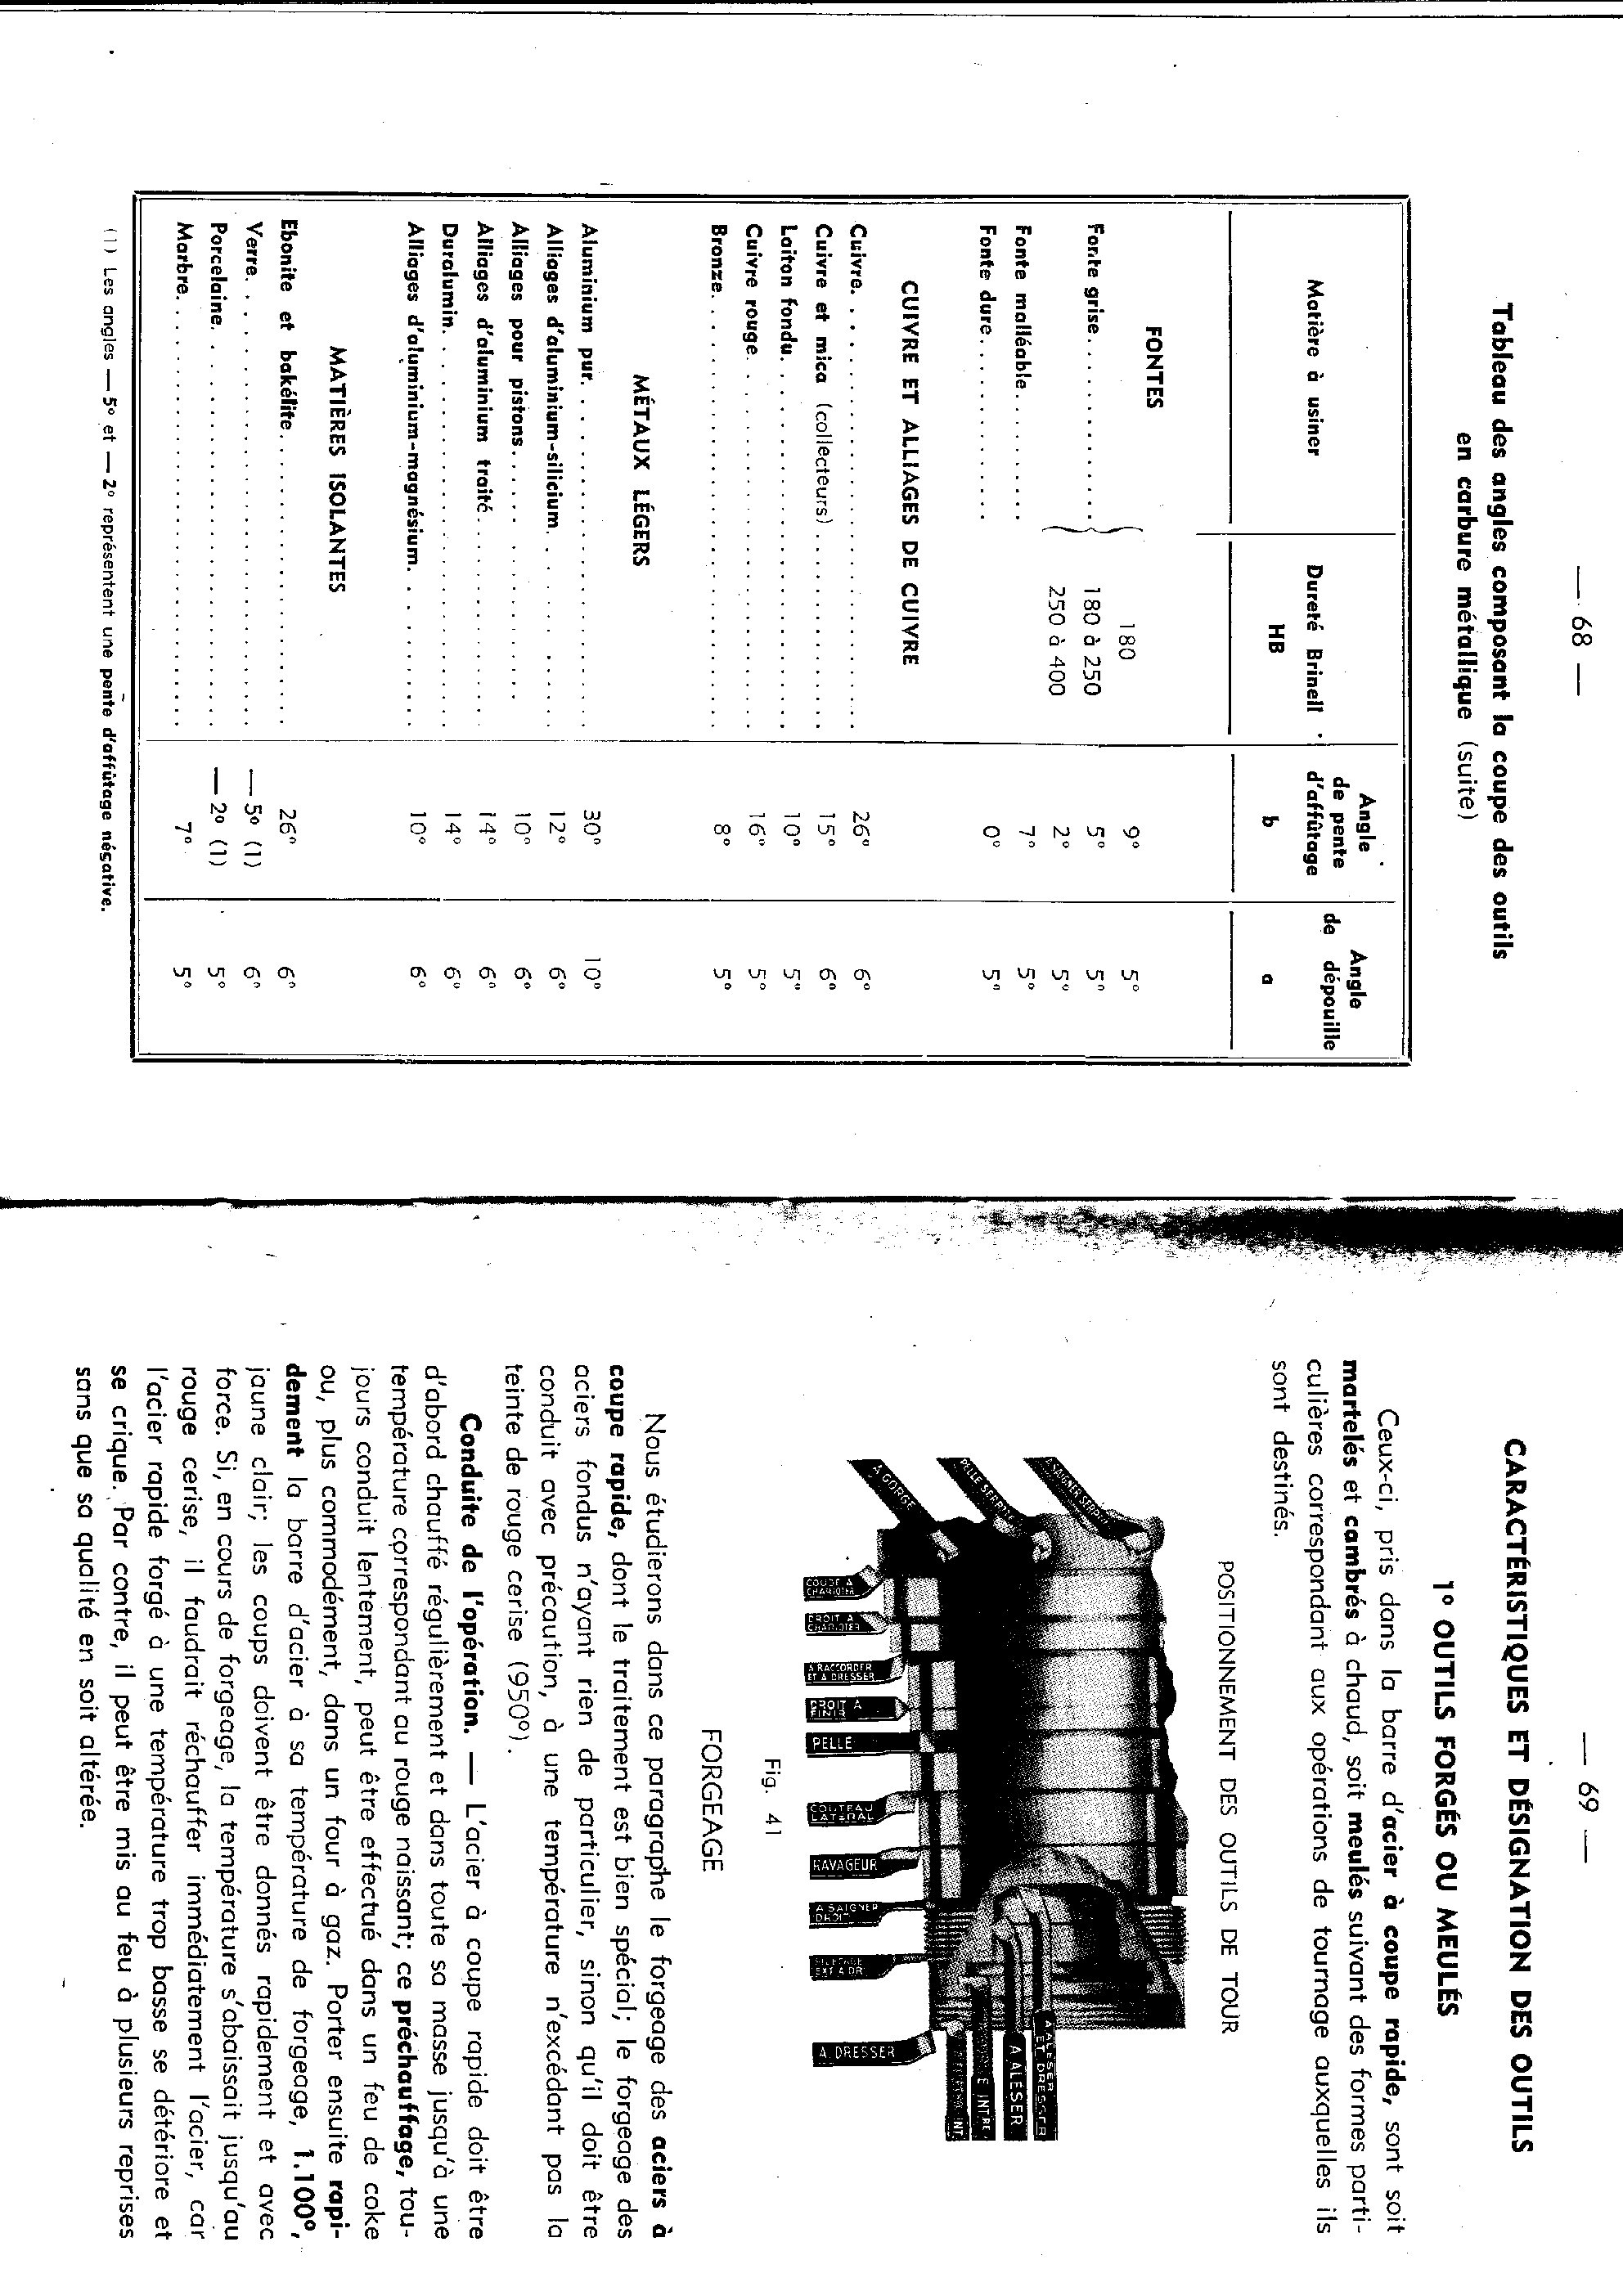 — 68 —
Tableau des angles composant la coupe des outils
en carbure métallique (suite)
Matière à usiner
Dureté Brinell
HB
Angle
de pente
d'affûtage
b
Angle
de dépouille
a
FONTES
180 9° 5°
Fonte grise. . . . . . . . . . . . . 180 à 250 5° 5°
250 à 400 2° 5°
Fonte malléable. . . . . . . . . 7° 5°
Fonte dure. . . . . . . . . . . . . 0° 5°
CUIVRE ET ALLIAGES DE CUIVRE
Cuivre. . . . . . . . . . . . . . . . 26° 6°
Cuivre et mica (collecteurs) . . . . . . . . . . . . 15° 6°
Laiton fondu. . . . . . . . . . . . . . . . 10° 5°
Cuivre rouge. . . . . . . . . . . . . . . . 16° 5°
Bronze. . . . . . . . . . . . . . . . 8° 5°
MÉTAUX LÉGERS
Aluminium pur. . . . . . . . . . . . . . . . 30° 10°
Alliages d'aluminium-silicium. . . . . . . . . . . . 12° 6°
Alliages pour pistons. . . . . . . . . . . . . . . . 10° 6°
Alliages d'aluminium traité. . . . . . . . . . . . . 14° 6°
Duralumin. . . . . . . . . . . . . . . . 14° 6°
Alliages d'aluminium-magnésium. . . . . . . . . . . 10° 6°
MATIÈRES ISOLANTES
Ebonite et bakélite. . . . . . . . . . . . . . . . 26° 6°
Verre. . . . . . . . . . . . . . . . — 5° (1) 6°
Porcelaine. . . . . . . . . . . . . . . . — 2° (1) 5°
Marbre. . . . . . . . . . . . . . . . 7° 5°
(1) Les angles — 5° et — 2° représentent une pente d'affûtage négative.
— 69 —
CARACTÉRISTIQUES ET DÉSIGNATION DES OUTILS
1° OUTILS FORGÉS OU MEULÉS
Ceux-ci, pris dans la barre d'acier à coupe rapide, sont soit
martelés et cambrés à chaud, soit meulés suivant des formes parti-
culières correspondant aux opérations de tournage auxquelles ils
sont destinés.
POSITIONNEMENT DES OUTILS DE TOUR
A SAIGNER
PELLE
A GORGE
COUDE A
CHARIOTER
DROIT A
CHARIOTER
A RACCORDER
ET A DRESSER
DROIT A
FINIR
PELLE
COUTEAU
LATERAL
RAVAGEUR
A SAIGNER
DROIT
A DRESSER
A ALESER
ET DRESSER
A ALESER
Fig. 41
FORGEAGE
Nous étudierons dans ce paragraphe le forgeage des aciers à
coupe rapide, dont le traitement est bien spécial; le forgeage des
aciers fondus n'ayant rien de particulier, sinon qu'il doit être
conduit avec précaution, à une température n'excédant pas la
teinte de rouge cerise (950°).
Conduite de l'opération. — L'acier à coupe rapide doit être
d'abord chauffé régulièrement et dans toute sa masse jusqu'à une
température correspondant au rouge naissant; ce préchauffage, tou-
jours conduit lentement, peut être effectué dans un feu de coke
ou, plus commodément, dans un four à gaz. Porter ensuite rapi-
dement la barre d'acier à sa température de forgeage, 1.100°,
jaune clair; les coups doivent être donnés rapidement et avec
force. Si, en cours de forgeage, la température s'abaissait jusqu'au
rouge cerise, il faudrait réchauffer immédiatement l'acier, car
l'acier rapide forgé à une température trop basse se détériore et
se crique. Par contre, il peut être mis au feu à plusieurs reprises
sans que sa qualité en soit altérée.